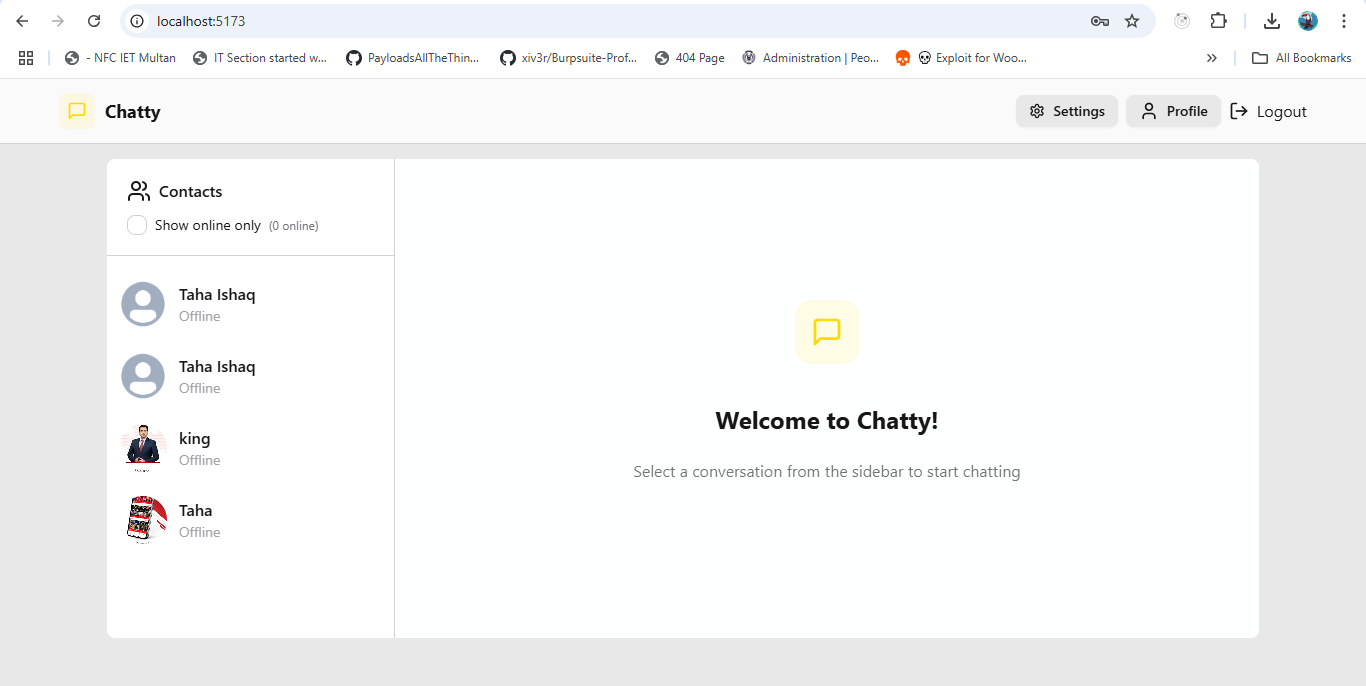 localhost:5173
- NFC IET Multan
IT Section started w...
PayloadsAllTheThin...
xiv3r/Burpsuite-Prof...
404 Page
Administration | Peo...
Exploit for Woo...
All Bookmarks
Chatty
Settings
Profile
Logout
Contacts
Show online only (0 online)
Taha Ishaq
Offline
Taha Ishaq
Offline
king
Offline
Taha
Offline
Welcome to Chatty!
Select a conversation from the sidebar to start chatting